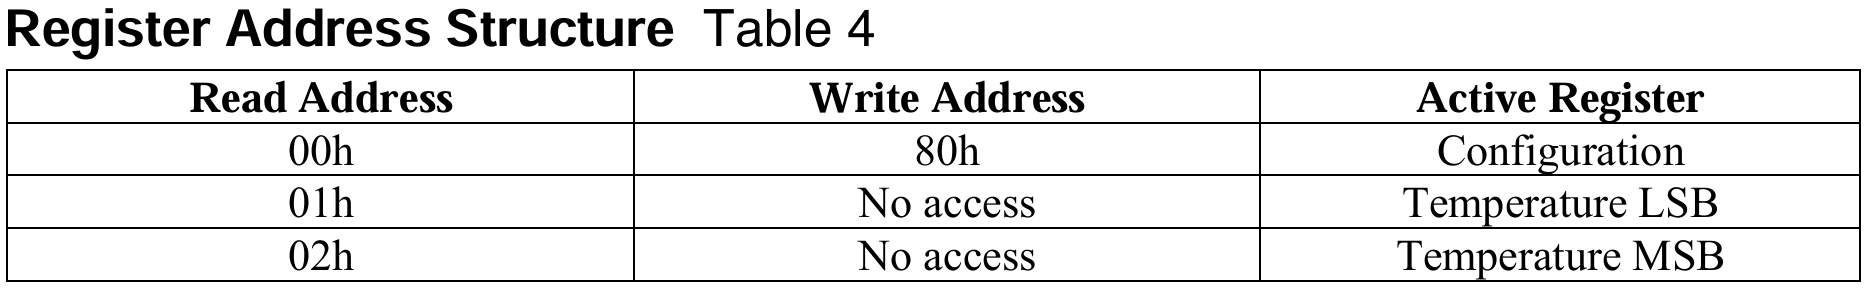 Register Address Structure Table 4
Read Address Write Address Active Register
00h 80h Configuration
01h No access Temperature LSB
02h No access Temperature MSB